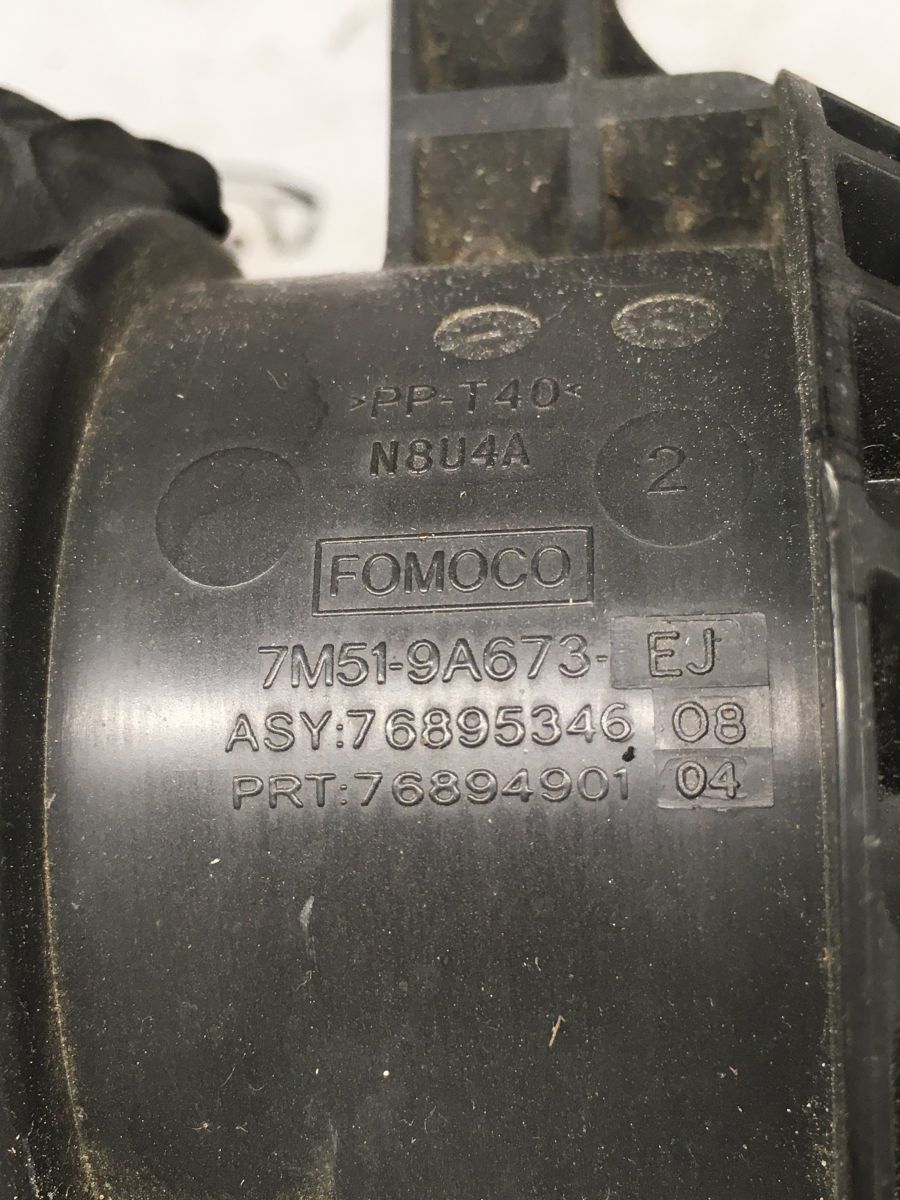 >PP-T40<
N8U4A
2
FOMOCO
7M51-9A673-EJ
ASY:76895346 08
PRT:76894901 04